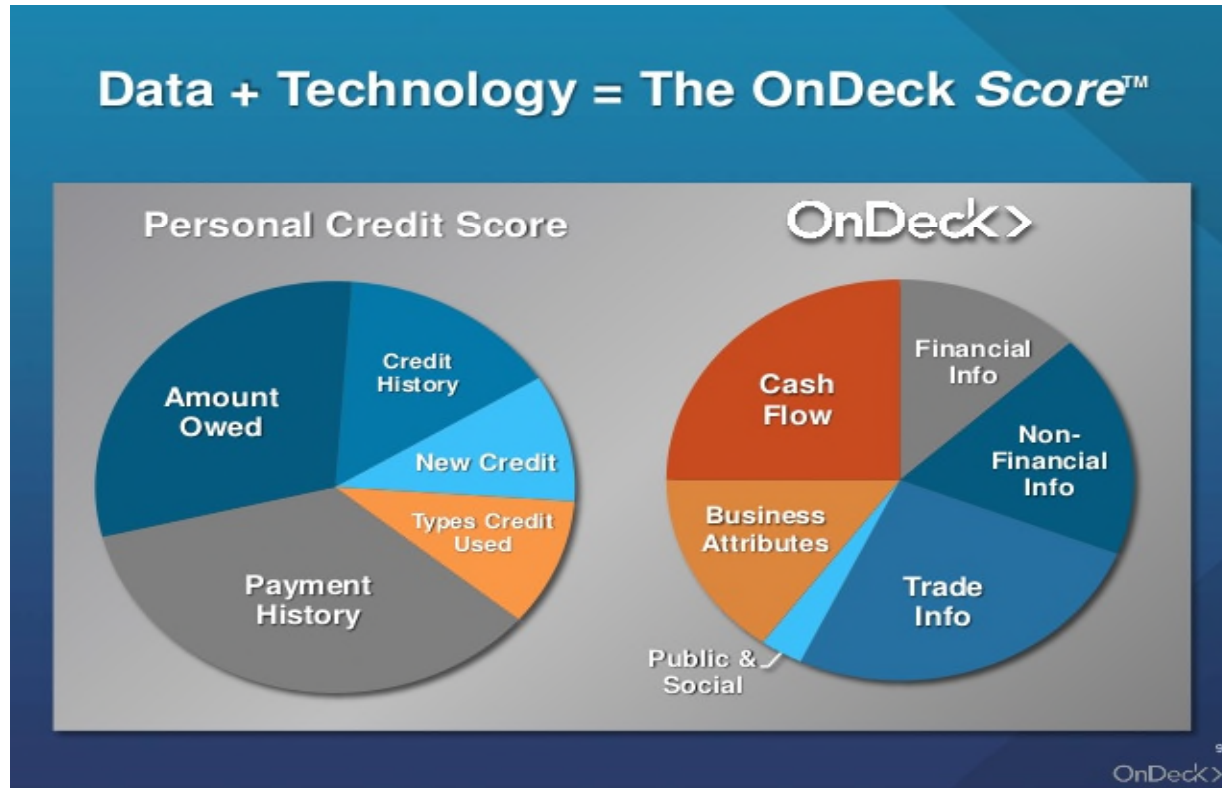 Data + Technology = The OnDeck Score™
Personal Credit Score
Amount
Owed
Credit
History
New Credit
Types Credit
Used
Payment
History
OnDeck>
Cash
Flow
Financial
Info
Non-
Financial
Info
Business
Attributes
Trade
Info
Public &
Social
9
OnDeck>